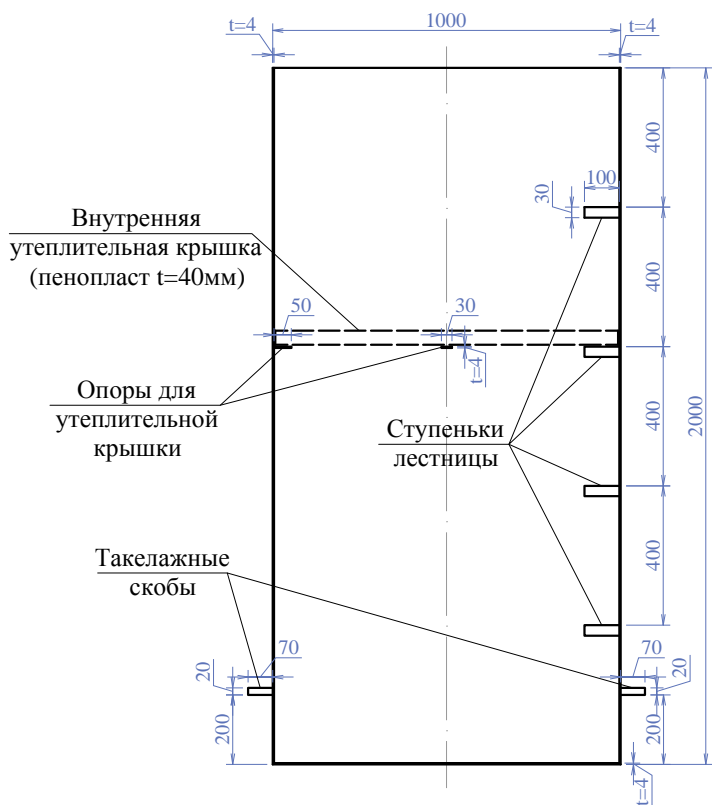 t=4
1000
t=4
400
100
30
Внутренняя
утеплительная крышка
(пенопласт t=40мм)
400
50
30
t=4
Опоры для
утеплительной
крышки
Ступеньки
лестницы
400
2000
400
Такелажные
скобы
70
20
200
70
20
200
t=4